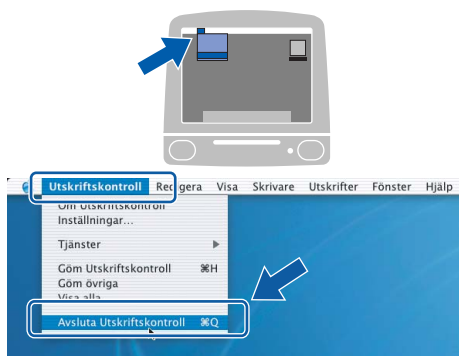 Utskriftskontroll Redigera Visa Skrivare Utskrifter Fönster Hjälp
Om Utskriftskontroll
Inställningar...
Tjänster
Göm Utskriftskontroll ⌘H
Göm övriga
Visa alla
Avsluta Utskriftskontroll ⌘Q